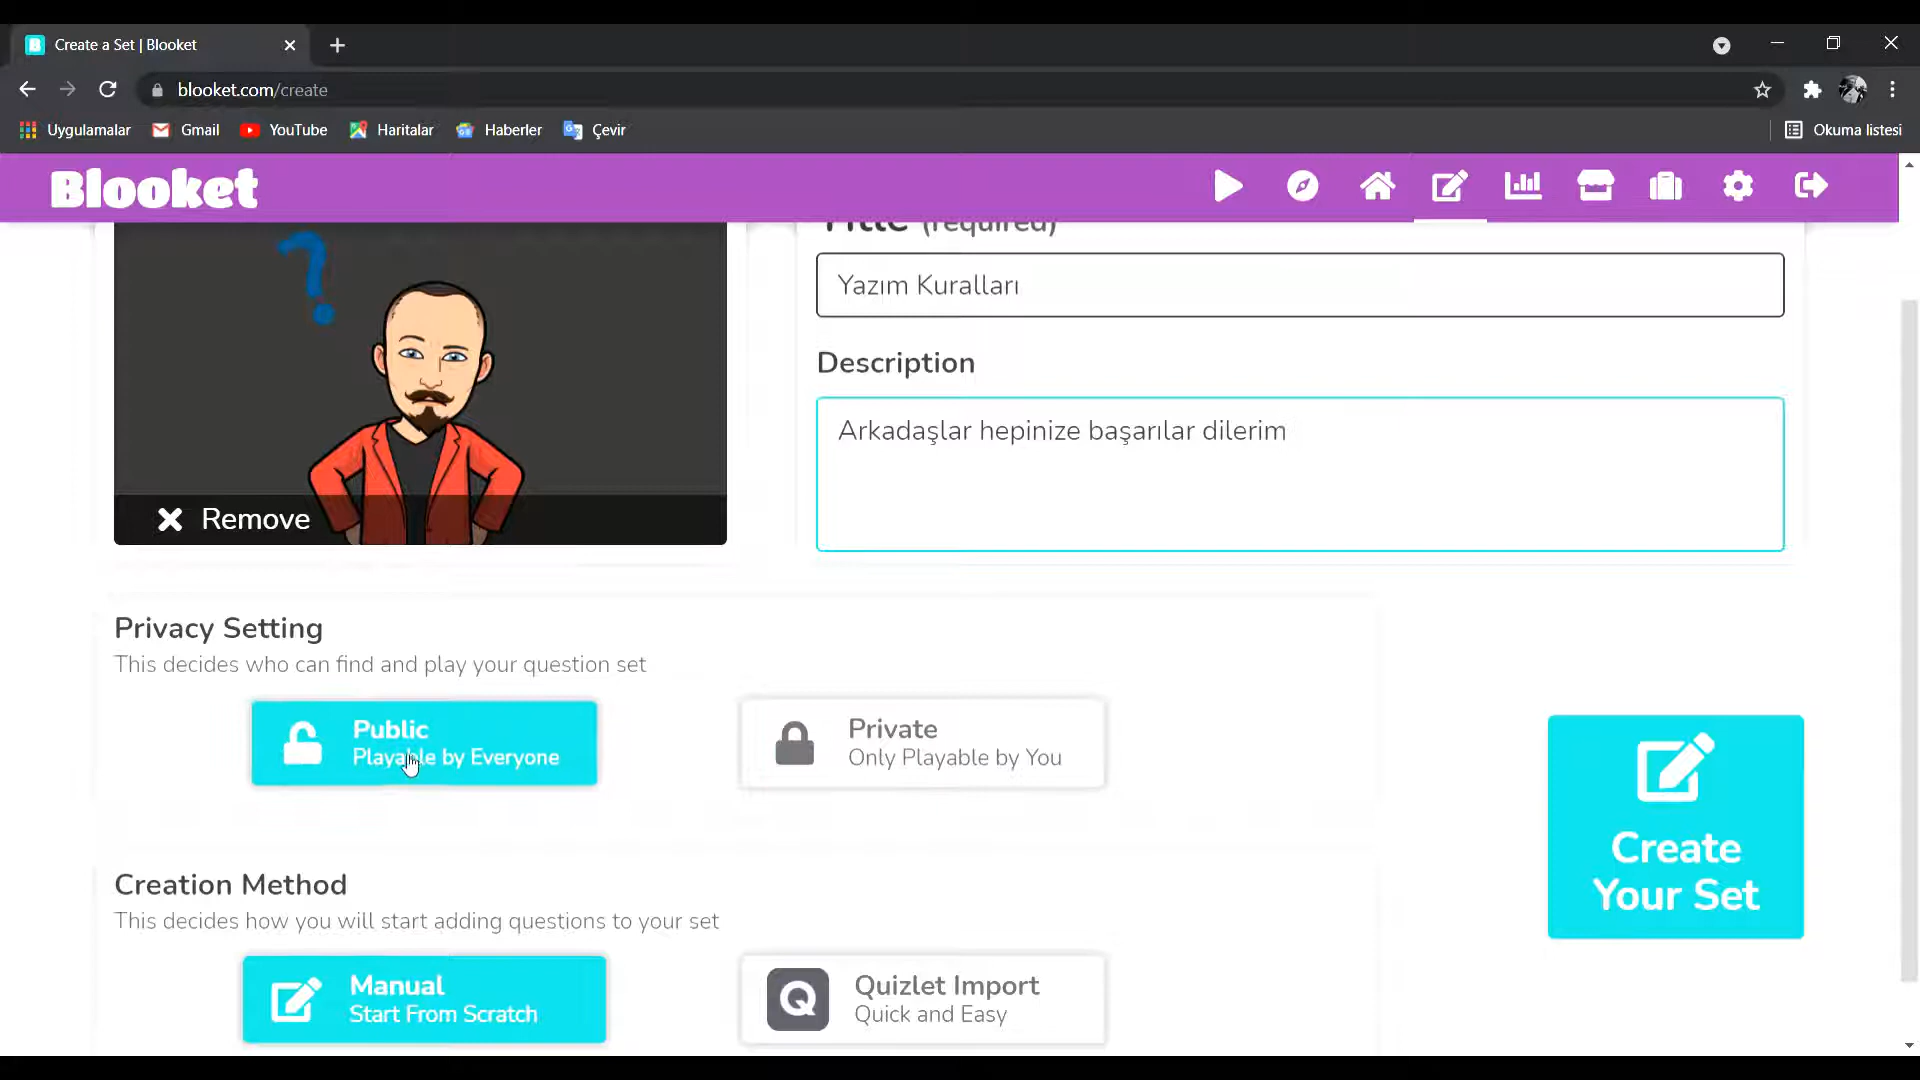 Create a Set | Blooket
blooket.com/create
Uygulamalar
Gmail
YouTube
Haritalar
Haberler
Çevir
Okuma listesi
Blooket
Title (required)
Yazım Kuralları
Description
Arkadaşlar hepinize başarılar dilerim
Remove
Privacy Setting
This decides who can find and play your question set
Public
Playable by Everyone
Private
Only Playable by You
Create
Your Set
Creation Method
This decides how you will start adding questions to your set
Manual
Start From Scratch
Quizlet Import
Quick and Easy